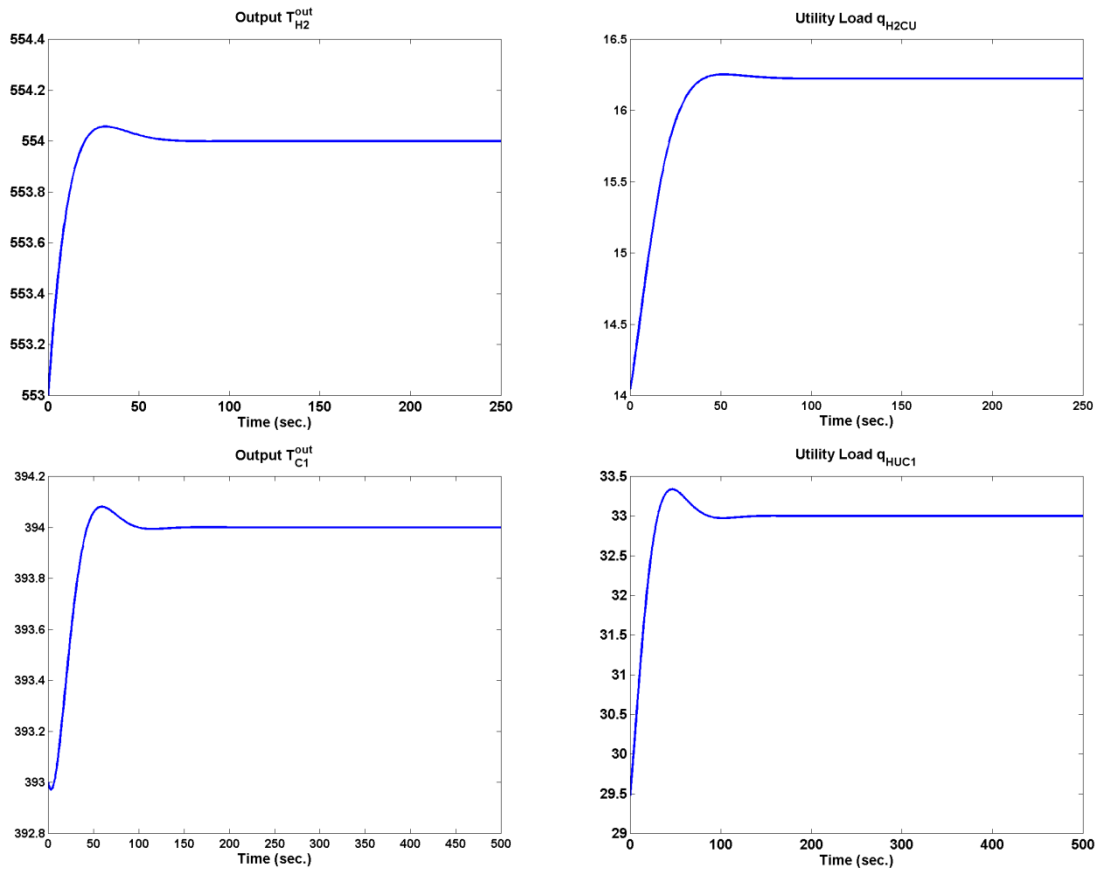 Output T_H2^out
554.4
554.2
554
553.8
553.6
553.4
553.2
553
0 50 100 150 200 250
Time (sec.)
Utility Load q_H2CU
16.5
16
15.5
15
14.5
14
0 50 100 150 200 250
Time (sec.)
Output T_C1^out
394.2
394
393.8
393.6
393.4
393.2
393
392.8
0 50 100 150 200 250 300 350 400 450 500
Time (sec.)
Utility Load q_HUC1
33.5
33
32.5
32
31.5
31
30.5
30
29.5
29
0 100 200 300 400 500
Time (sec.)